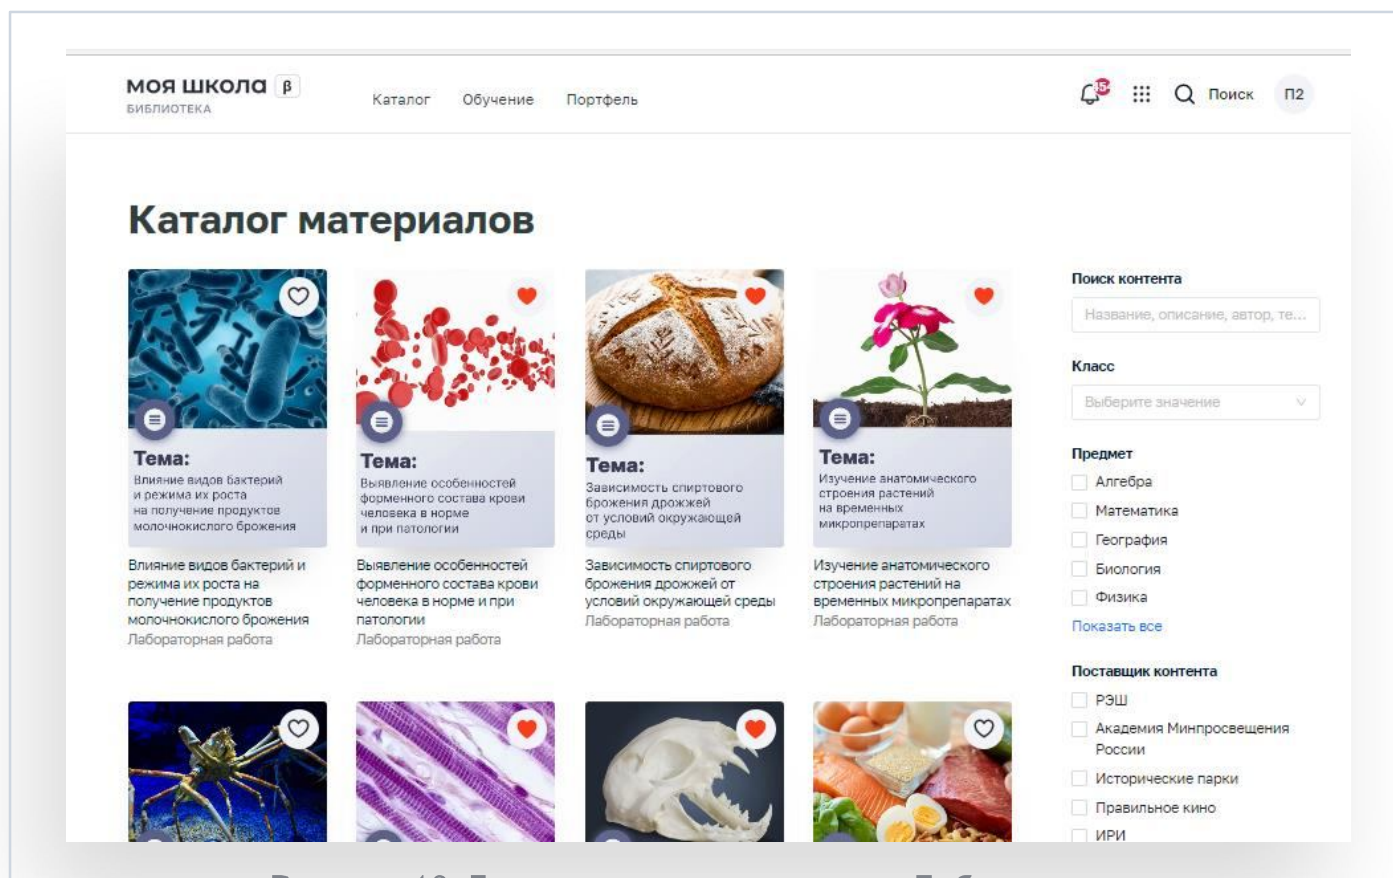 моя школа β
БИБЛИОТЕКА
Каталог Обучение Портфель
Поиск П2
Каталог материалов
Тема:
Влияние видов бактерий
и режима их роста
на получение продуктов
молочнокислого брожения
Влияние видов бактерий и
режима их роста на
получение продуктов
молочнокислого брожения
Лабораторная работа
Тема:
Выявление особенностей
форменного состава крови
человека в норме
и при патологии
Выявление особенностей
форменного состава крови
человека в норме и при
патологии
Лабораторная работа
Тема:
Зависимость спиртового
брожения дрожжей
от условий окружающей
среды
Зависимость спиртового
брожения дрожжей от
условий окружающей среды
Лабораторная работа
Тема:
Изучение анатомического
строения растений
на временных
микропрепаратах
Изучение анатомического
строения растений на
временных микропрепаратах
Лабораторная работа
Поиск контента
Название, описание, автор, те...
Класс
Выберите значение
Предмет
Алгебра
Математика
География
Биология
Физика
Показать все
Поставщик контента
РЭШ
Академия Минпросвещения
России
Исторические парки
Правильное кино
ИРИ